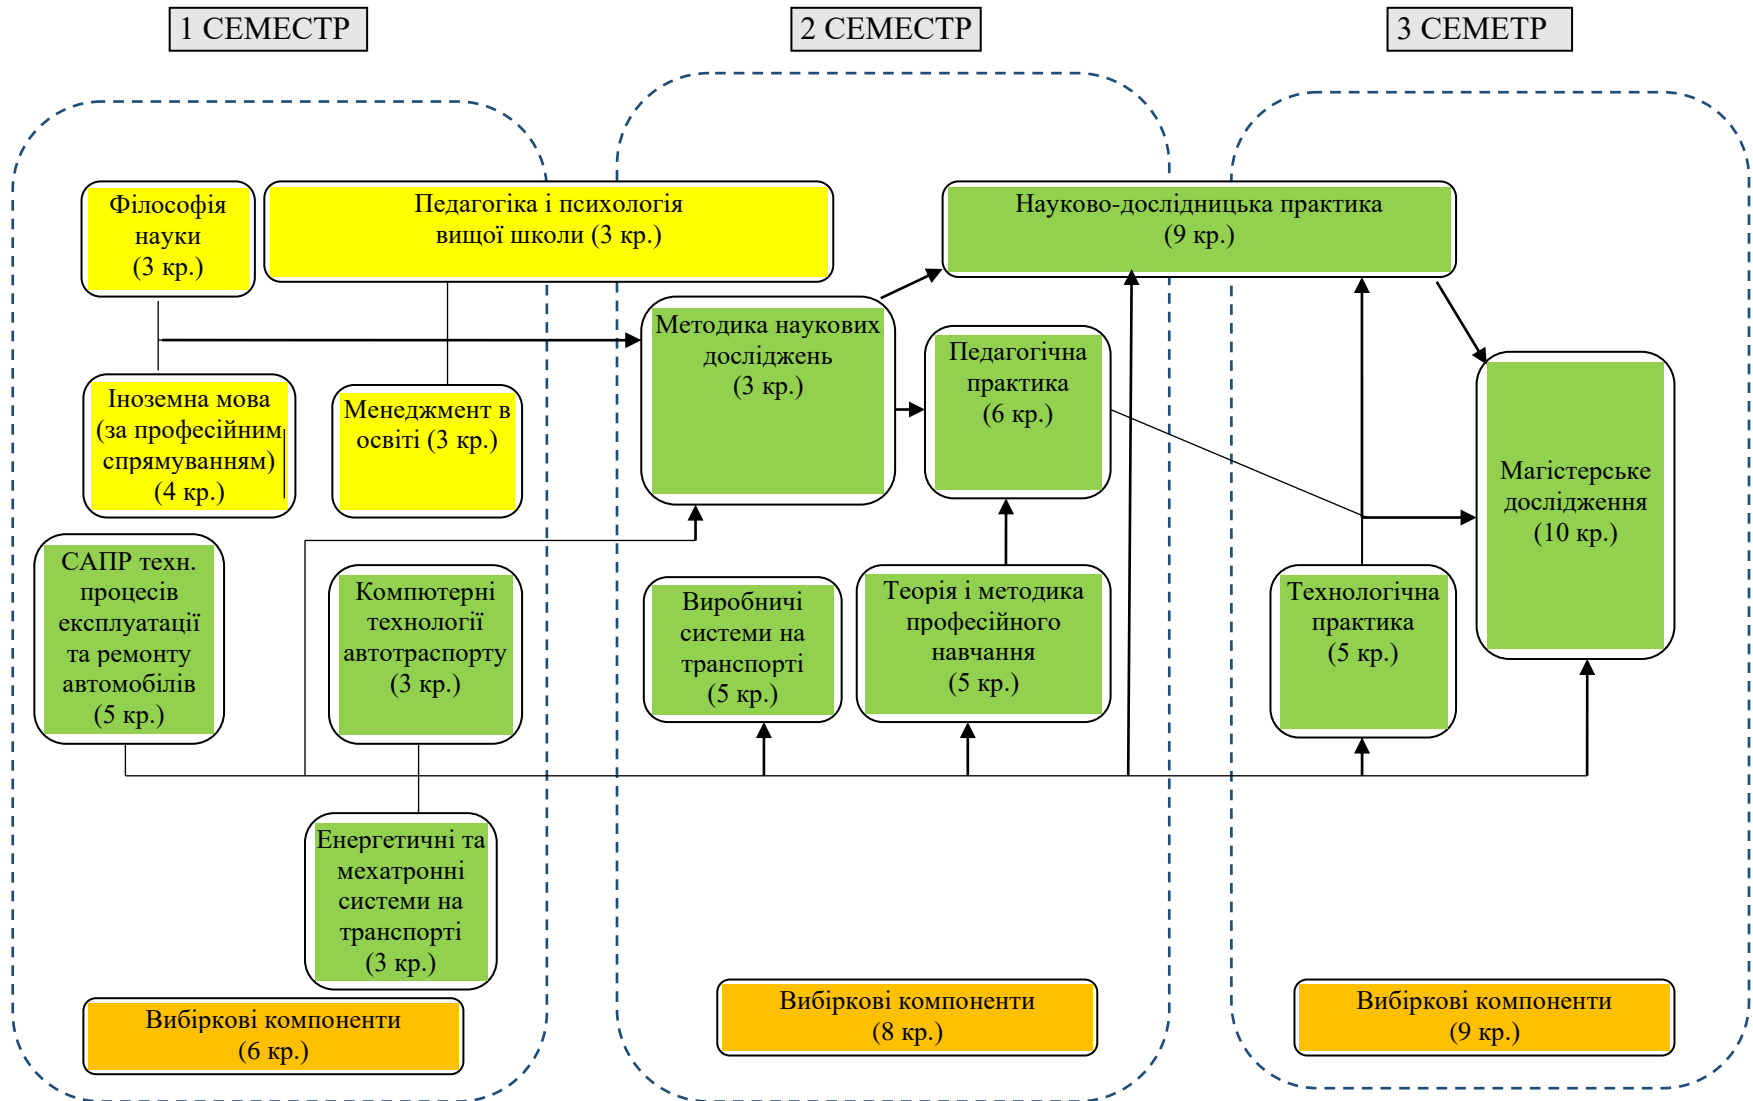 1 СЕМЕСТР
2 СЕМЕСТР
3 СЕМЕТР
Філософія
науки
(3 кр.)
Педагогіка і психологія
вищої школи (3 кр.)
Науково-дослідницька практика
(9 кр.)
Методика наукових
досліджень
(3 кр.)
Педагогічна
практика
(6 кр.)
Іноземна мова
(за професійним
спрямуванням)
(4 кр.)
Менеджмент в
освіті (3 кр.)
Магістерське
дослідження
(10 кр.)
САПР техн.
процесів
експлуатації
та ремонту
автомобілів
(5 кр.)
Компютерні
технології
автотраспорту
(3 кр.)
Виробничі
системи на
транспорті
(5 кр.)
Теорія і методика
професійного
навчання
(5 кр.)
Технологічна
практика
(5 кр.)
Енергетичні та
мехатронні
системи на
транспорті
(3 кр.)
Вибіркові компоненти
(6 кр.)
Вибіркові компоненти
(8 кр.)
Вибіркові компоненти
(9 кр.)